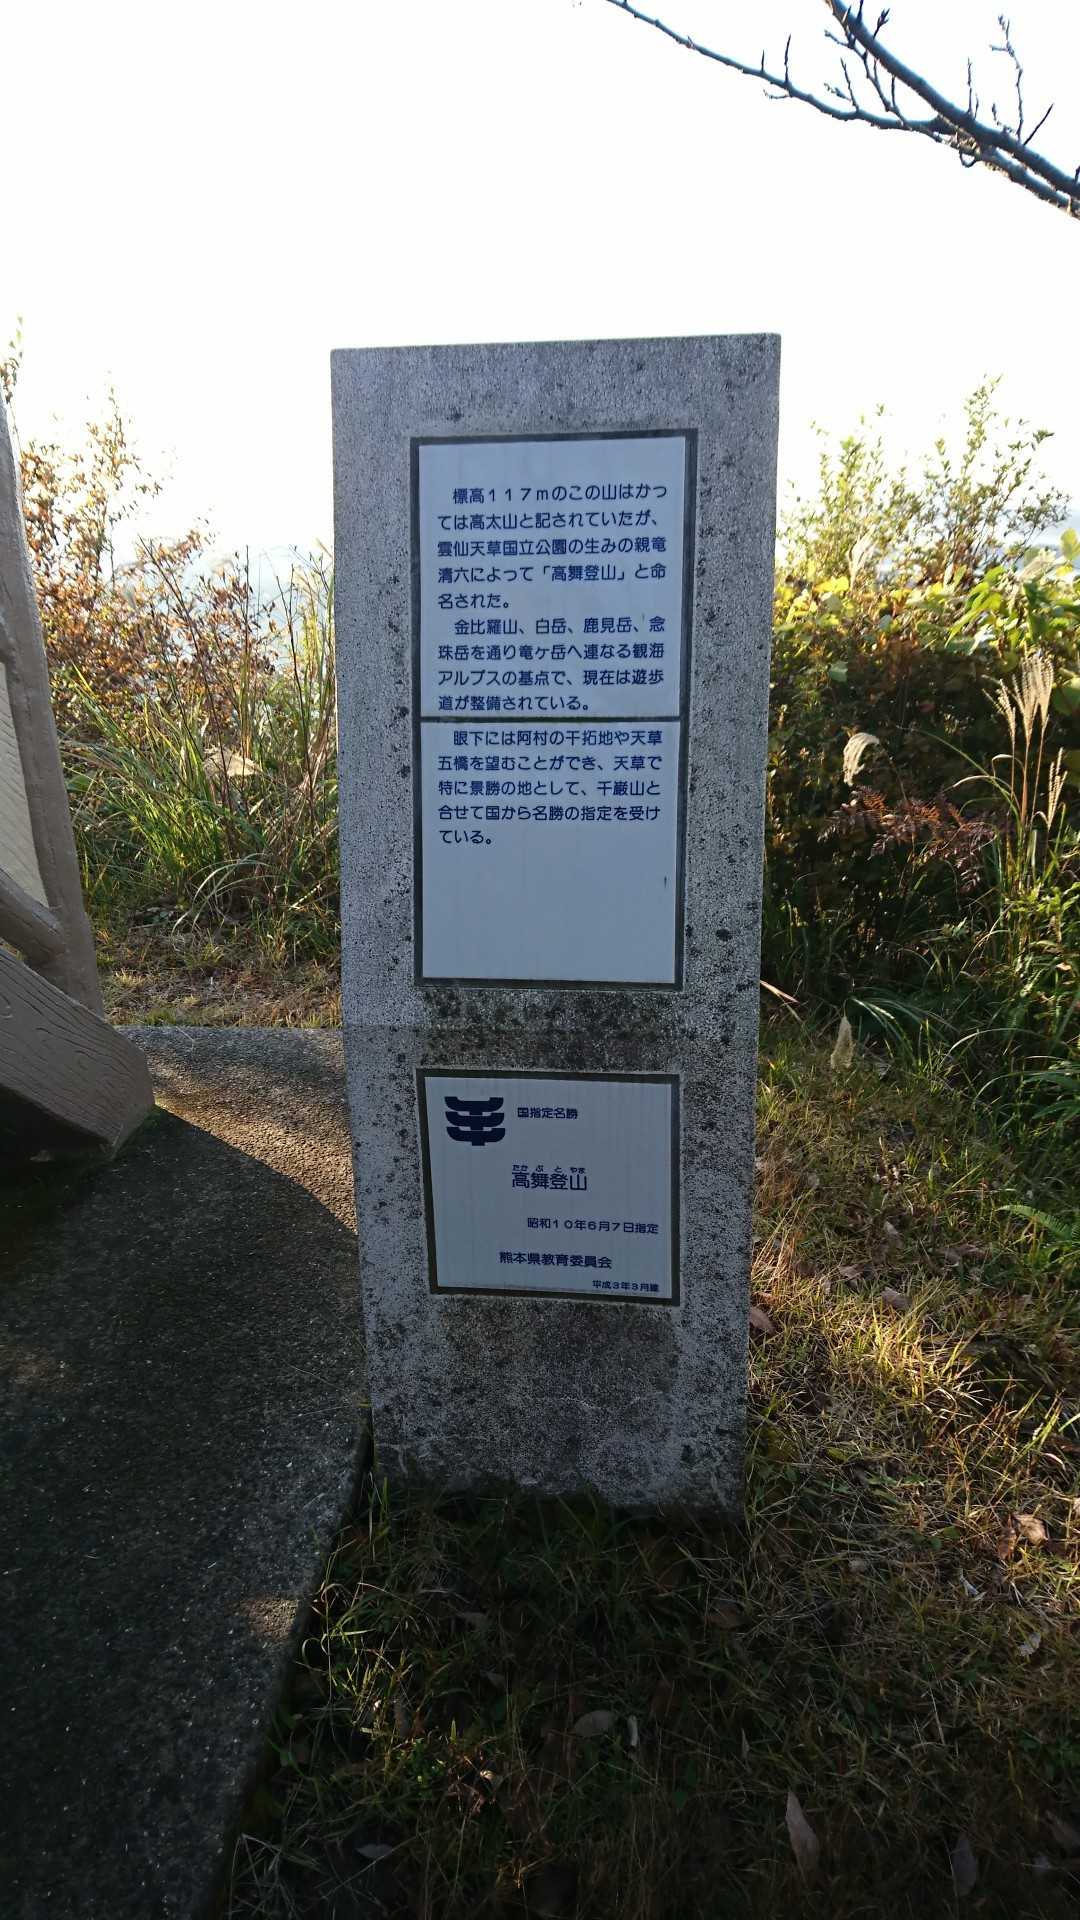 標高117mのこの山はかつ
ては高太山と記されていたが、
雲仙天草国立公園の生みの親竜
清六によって「高舞登山」と命
名された。
金比羅山、白岳、鹿見岳、念
珠岳を通り竜ヶ岳へ連なる観海
アルプスの基点で、現在は遊歩
道が整備されている。
眼下には阿村の干拓地や天草
五橋を望むことができ、天草で
特に景勝の地として、千巌山と
合せて国から名勝の指定を受け
ている。
国指定名勝
たかぶとやま
高舞登山
昭和10年6月7日指定
熊本県教育委員会
平成3年3月建